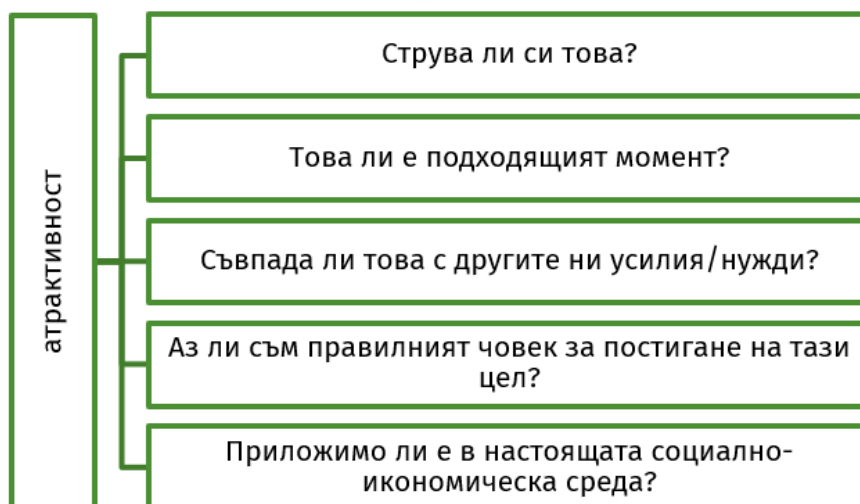 атрактивност
Струва ли си това?
Това ли е подходящият момент?
Съвпада ли това с другите ни усилия/нужди?
Аз ли съм правилният човек за постигане на тази
цел?
Приложимо ли е в настоящата социално-
икономическа среда?